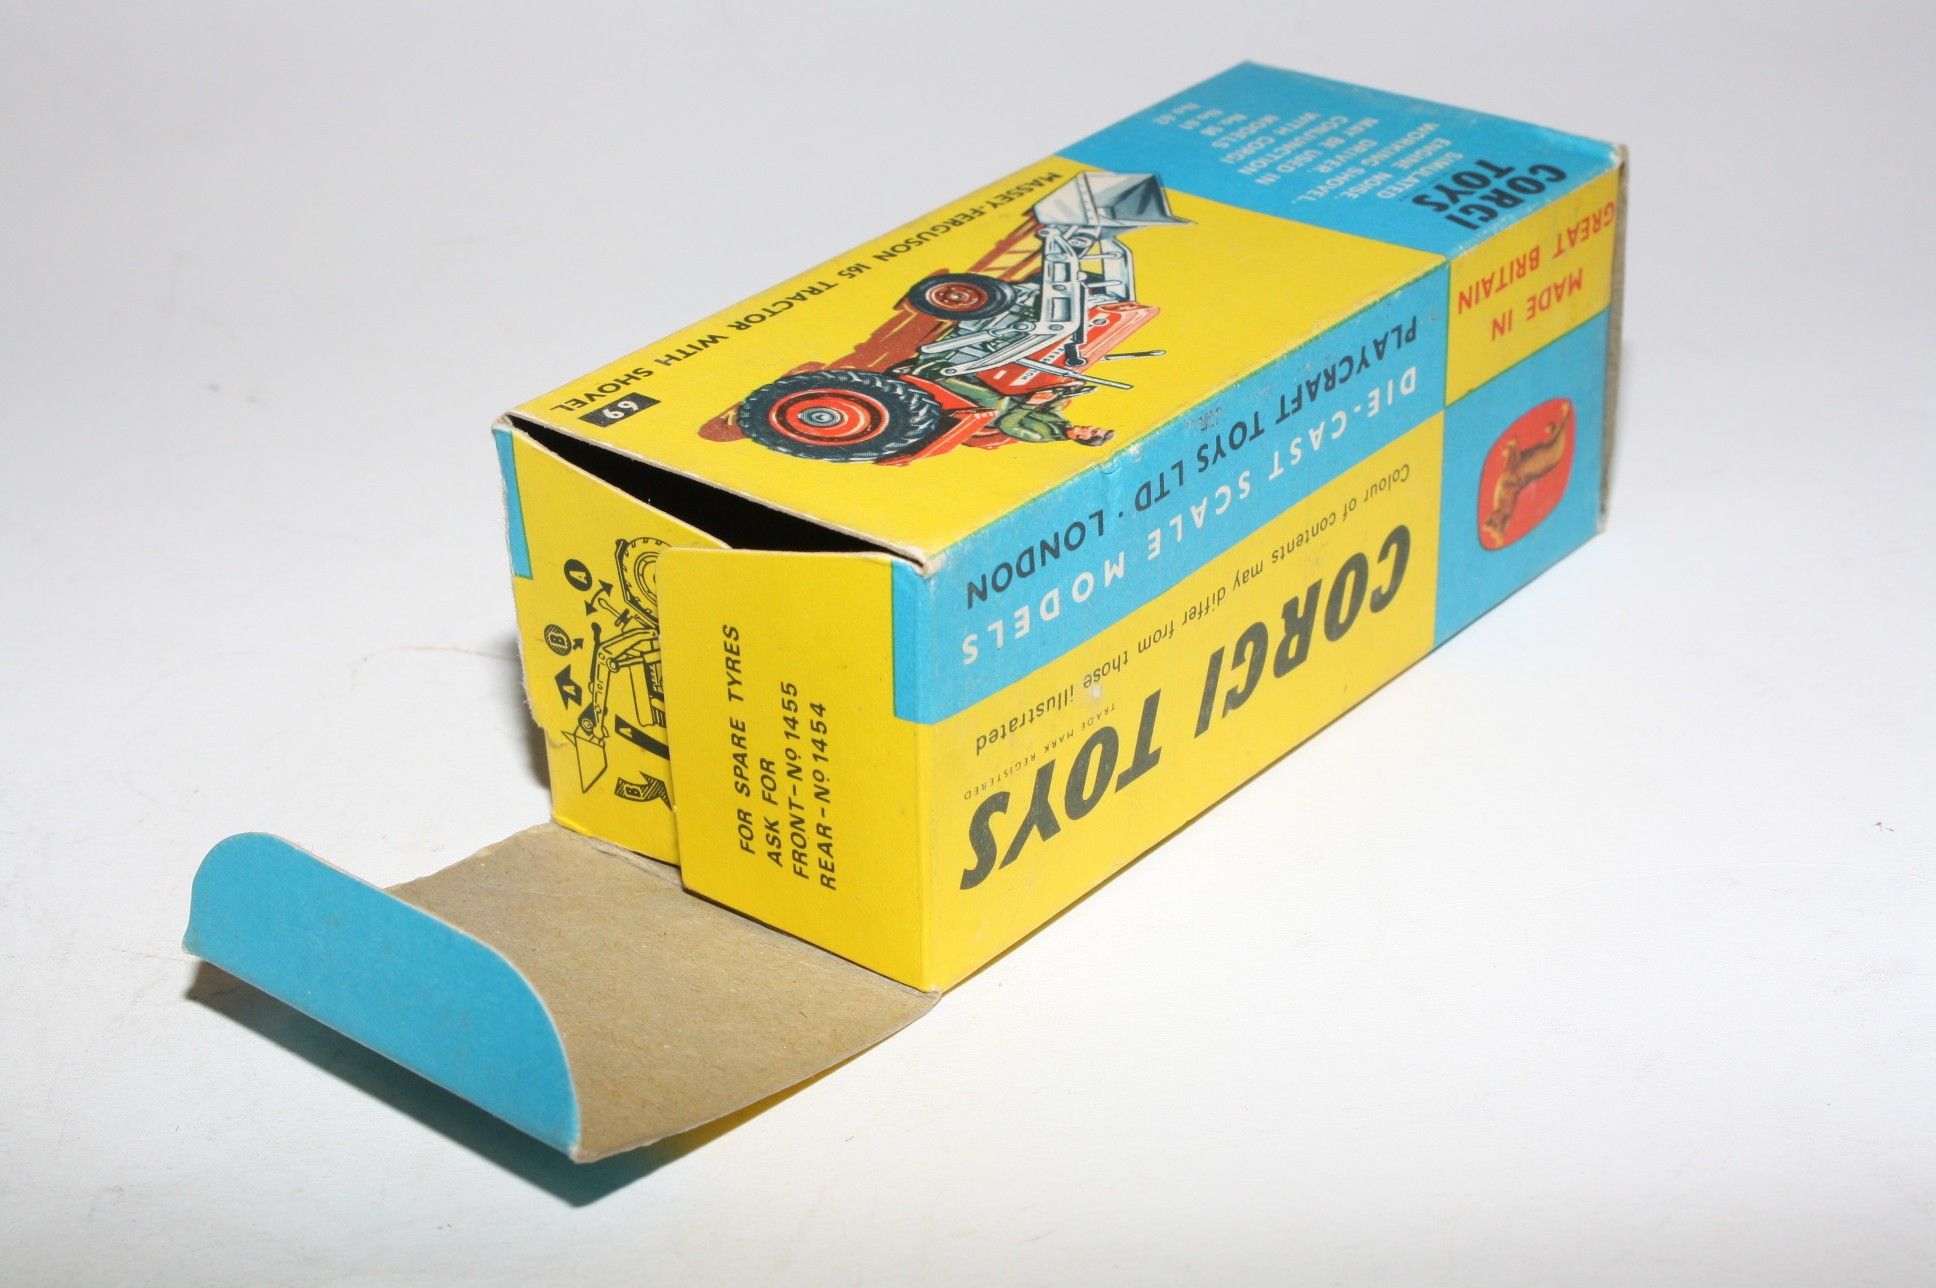 CORGI
TOYS
SIMULATED
ENGINE NOISE.
WORKING SHOVEL.
DRIVER.
MAY BE USED IN
CONJUNCTION
WITH CORGI
MODELS
No 58
No 61
No 62
MASSEY-FERGUSON 165 TRACTOR WITH SHOVEL
69
MADE IN
GREAT BRITAIN
CORGI TOYS
TRADE MARK REGISTERED
Colour of contents may differ from those illustrated
DIE-CAST SCALE MODELS
PLAYCRAFT TOYS LTD · LONDON
A
B
A
A
B
FOR SPARE TYRES
ASK FOR
FRONT-Nº 1455
REAR-Nº 1454